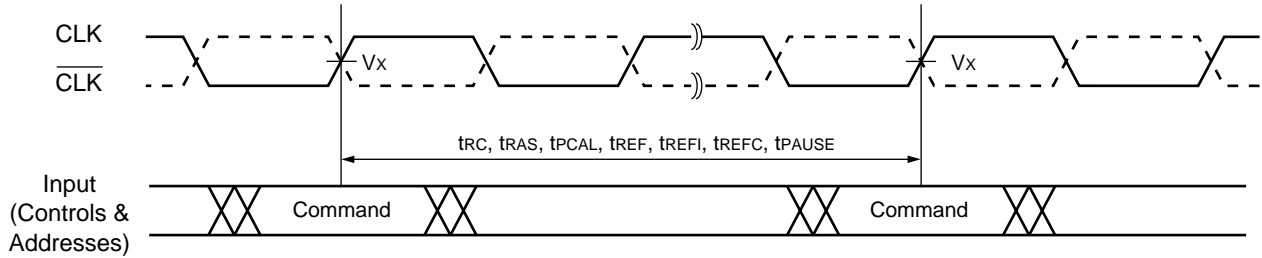 CLK
CLK
VX
VX
tRC, tRAS, tPCAL, tREF, tREFI, tREFC, tPAUSE
Input
(Controls &
Addresses)
Command
Command